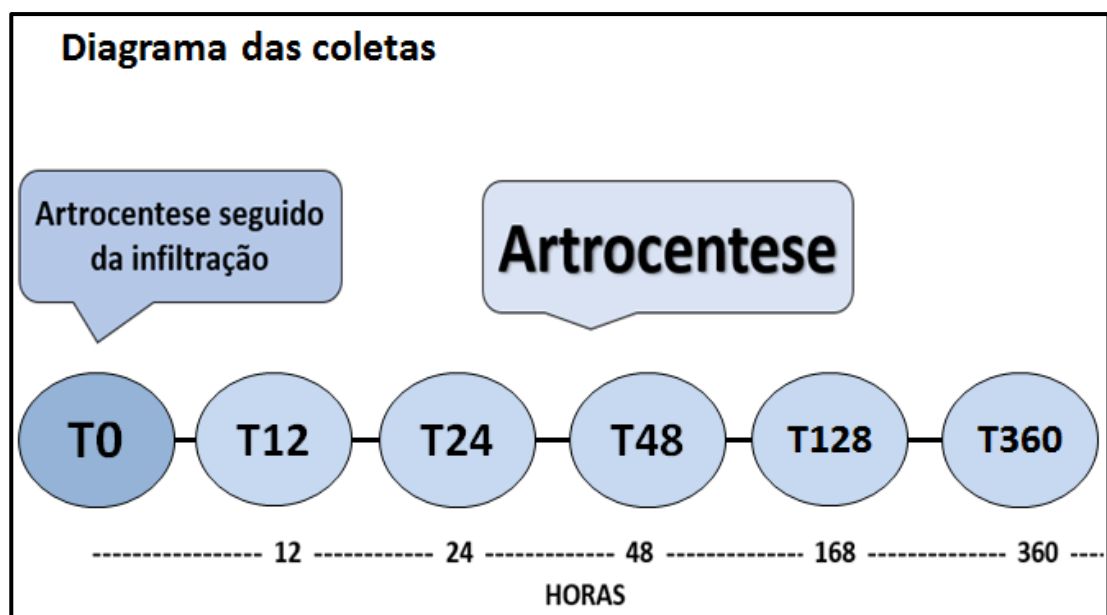 Diagrama das coletas
Artrocentese seguido
da infiltração
Artrocentese
T0 T12 T24 T48 T128 T360
------------------ 12 ------------- 24 -------------- 48 -------------- 168 -------------- 360 ----
HORAS